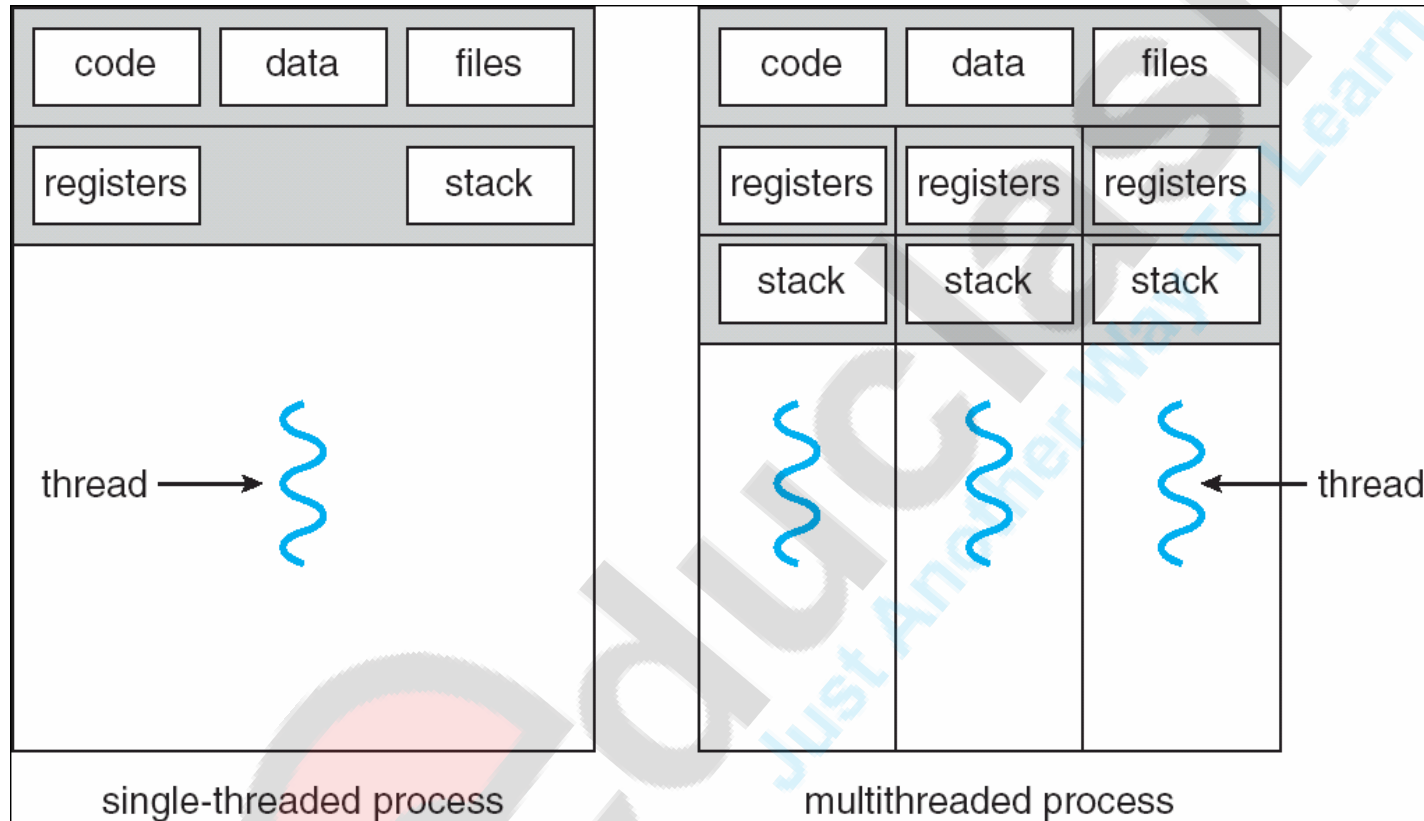 code data files
registers stack
thread
single-threaded process
code data files
registers registers registers
stack stack stack
thread
multithreaded process
Educlash
Just Another Way To Learn